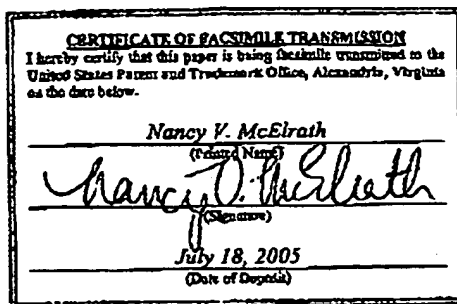 CERTIFICATE OF FACSIMILE TRANSMISSION
I hereby certify that this paper is being facsimile transmitted to the
United States Patent and Trademark Office, Alexandria, Virginia
on the date below.
Nancy V. McElrath
(Printed Name)
Nancy V. McElrath
(Signature)
July 18, 2005
(Date of Deposit)